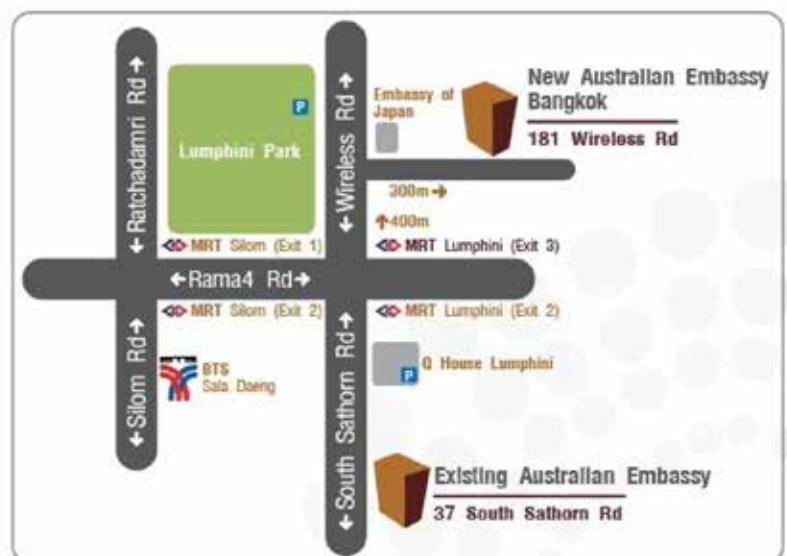 ←Ratchadamri Rd→
P
Lumphini Park
←Wireless Rd→
Embassy of
Japan
New Australian Embassy
Bangkok
181 Wireless Rd
300m→
↑400m
MRT Silom (Exit 1)
MRT Lumphini (Exit 3)
←Rama4 Rd→
MRT Silom (Exit 2)
MRT Lumphini (Exit 2)
←Silom Rd→
BTS
Sala Daeng
←South Sathorn Rd→
Q House Lumphini
P
Existing Australian Embassy
37 South Sathorn Rd